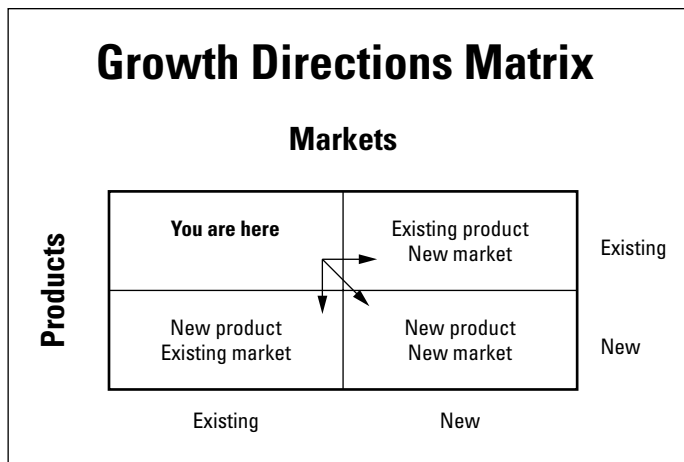 Growth Directions Matrix
Markets
Products
You are here
Existing product
New market
Existing
New product
Existing market
New product
New market
New
Existing
New